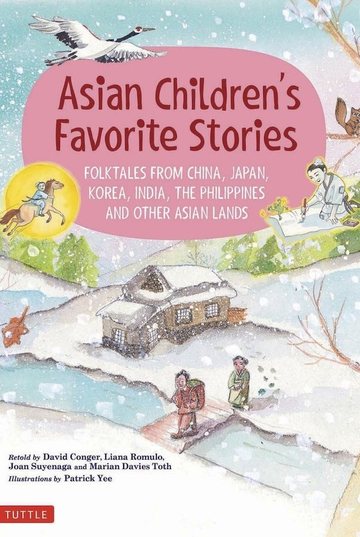 Asian Children's
Favorite Stories
FOLKTALES FROM CHINA, JAPAN,
KOREA, INDIA, THE PHILIPPINES
AND OTHER ASIAN LANDS
Retold by David Conger, Liana Romulo,
Joan Suyenaga and Marian Davies Toth
Illustrations by Patrick Yee
TUTTLE